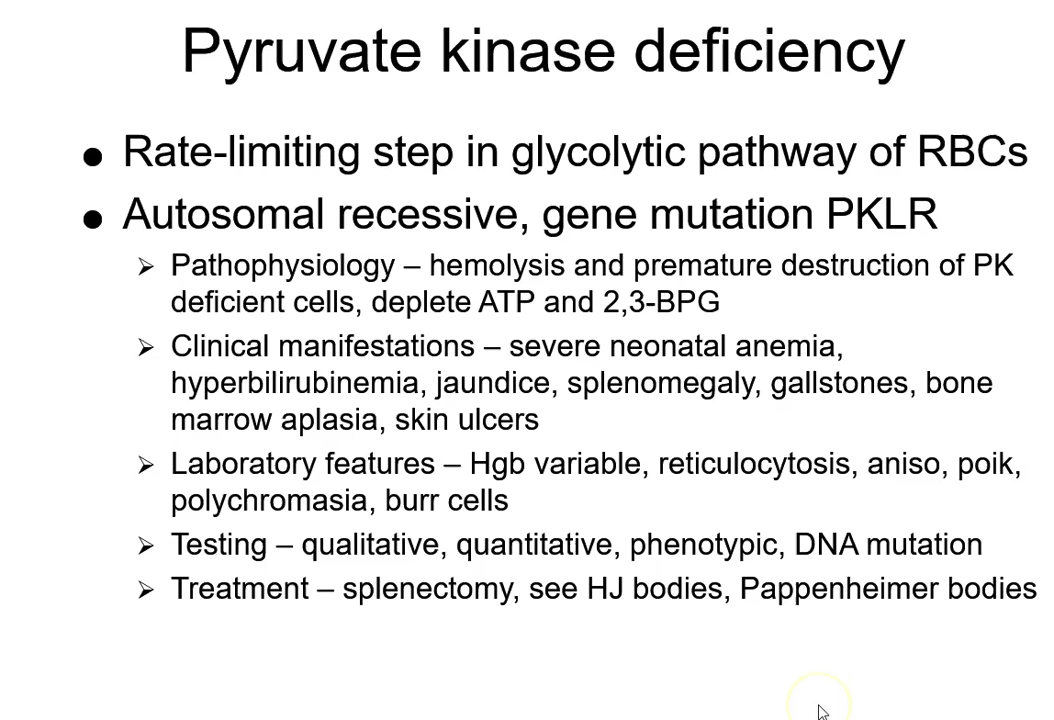 Pyruvate kinase deficiency
● Rate-limiting step in glycolytic pathway of RBCs
● Autosomal recessive, gene mutation PKLR
➢ Pathophysiology – hemolysis and premature destruction of PK
deficient cells, deplete ATP and 2,3-BPG
➢ Clinical manifestations – severe neonatal anemia,
hyperbilirubinemia, jaundice, splenomegaly, gallstones, bone
marrow aplasia, skin ulcers
➢ Laboratory features – Hgb variable, reticulocytosis, aniso, poik,
polychromasia, burr cells
➢ Testing – qualitative, quantitative, phenotypic, DNA mutation
➢ Treatment – splenectomy, see HJ bodies, Pappenheimer bodies